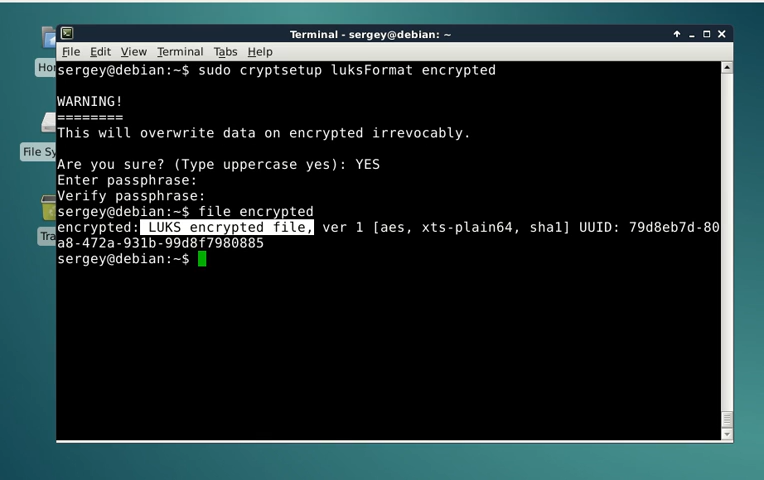 Terminal - sergey@debian: ~
File Edit View Terminal Tabs Help
sergey@debian:~$ sudo cryptsetup luksFormat encrypted
WARNING!
========
This will overwrite data on encrypted irrevocably.
Are you sure? (Type uppercase yes): YES
Enter passphrase:
Verify passphrase:
sergey@debian:~$ file encrypted
encrypted: LUKS encrypted file, ver 1 [aes, xts-plain64, sha1] UUID: 79d8eb7d-80
a8-472a-931b-99d8f7980885
sergey@debian:~$
Hor
File Sy
Tra